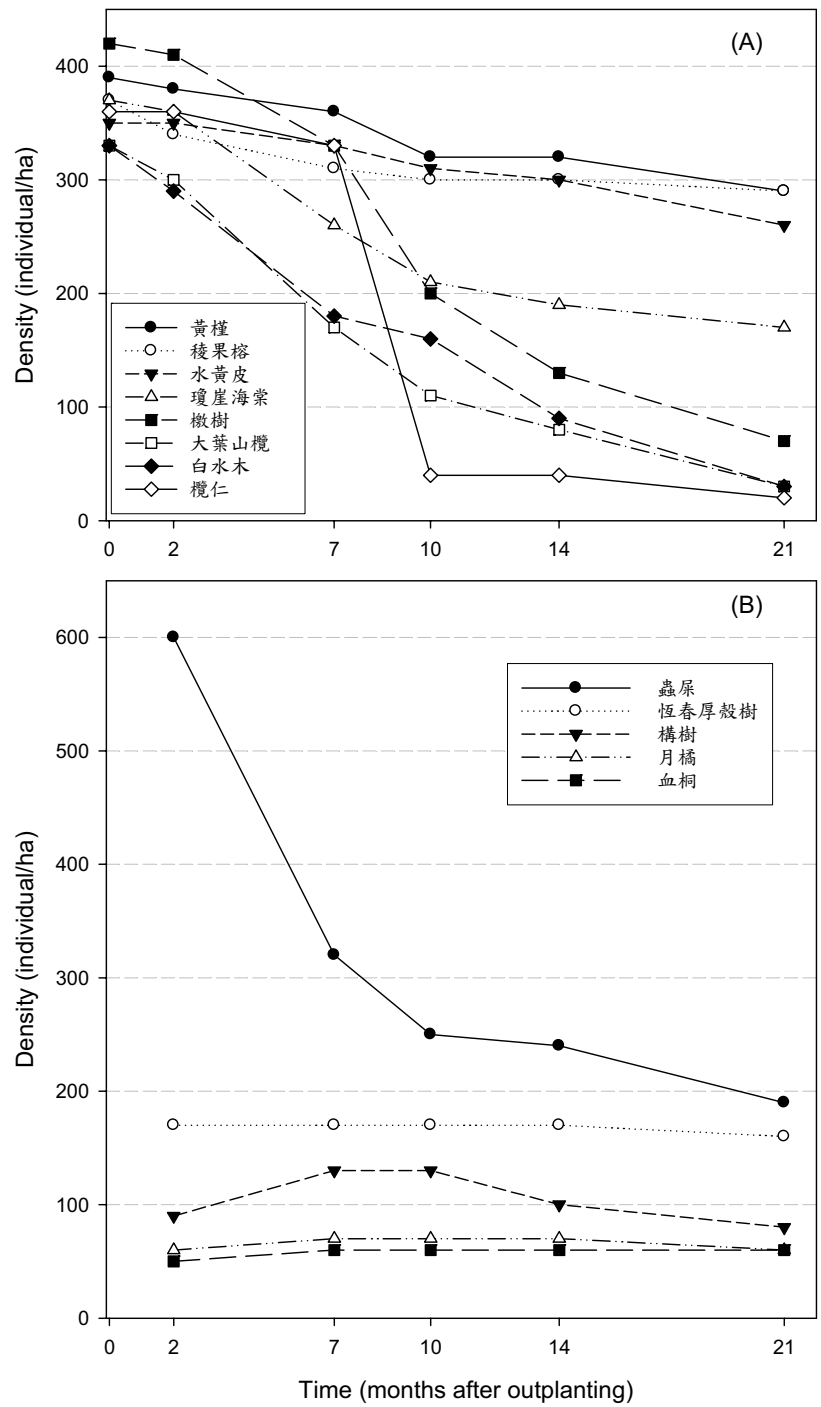 (A)
400
300
200
100
0
Density (individual/ha)
黃槿
稜果榕
水黃皮
瓊崖海棠
檄樹
大葉山欖
白水木
欖仁
0 2 7 10 14 21
(B)
600
500
400
300
200
100
0
Density (individual/ha)
蟲屎
恆春厚殼樹
構樹
月橘
血桐
0 2 7 10 14 21
Time (months after outplanting)